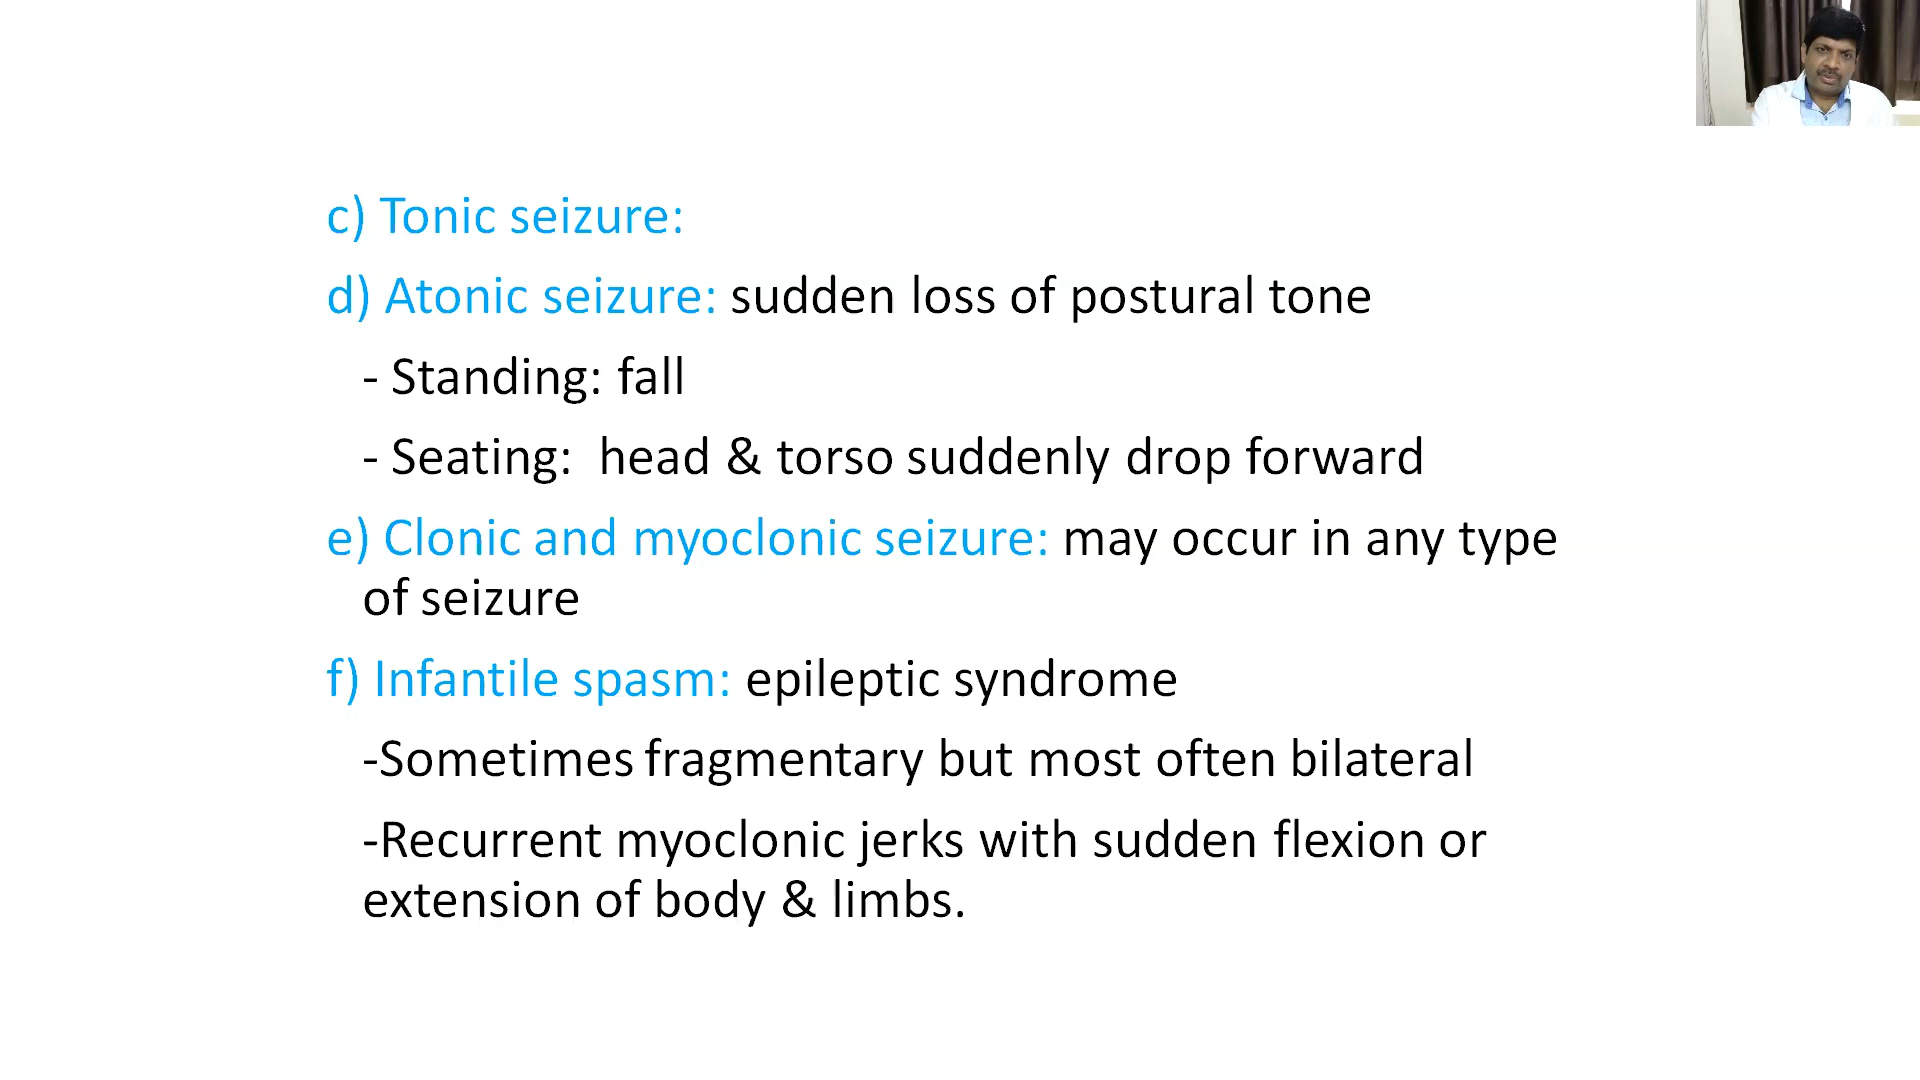 c) Tonic seizure:
d) Atonic seizure: sudden loss of postural tone
- Standing: fall
- Seating:  head & torso suddenly drop forward
e) Clonic and myoclonic seizure: may occur in any type
of seizure
f) Infantile spasm: epileptic syndrome
-Sometimes fragmentary but most often bilateral
-Recurrent myoclonic jerks with sudden flexion or
extension of body & limbs.